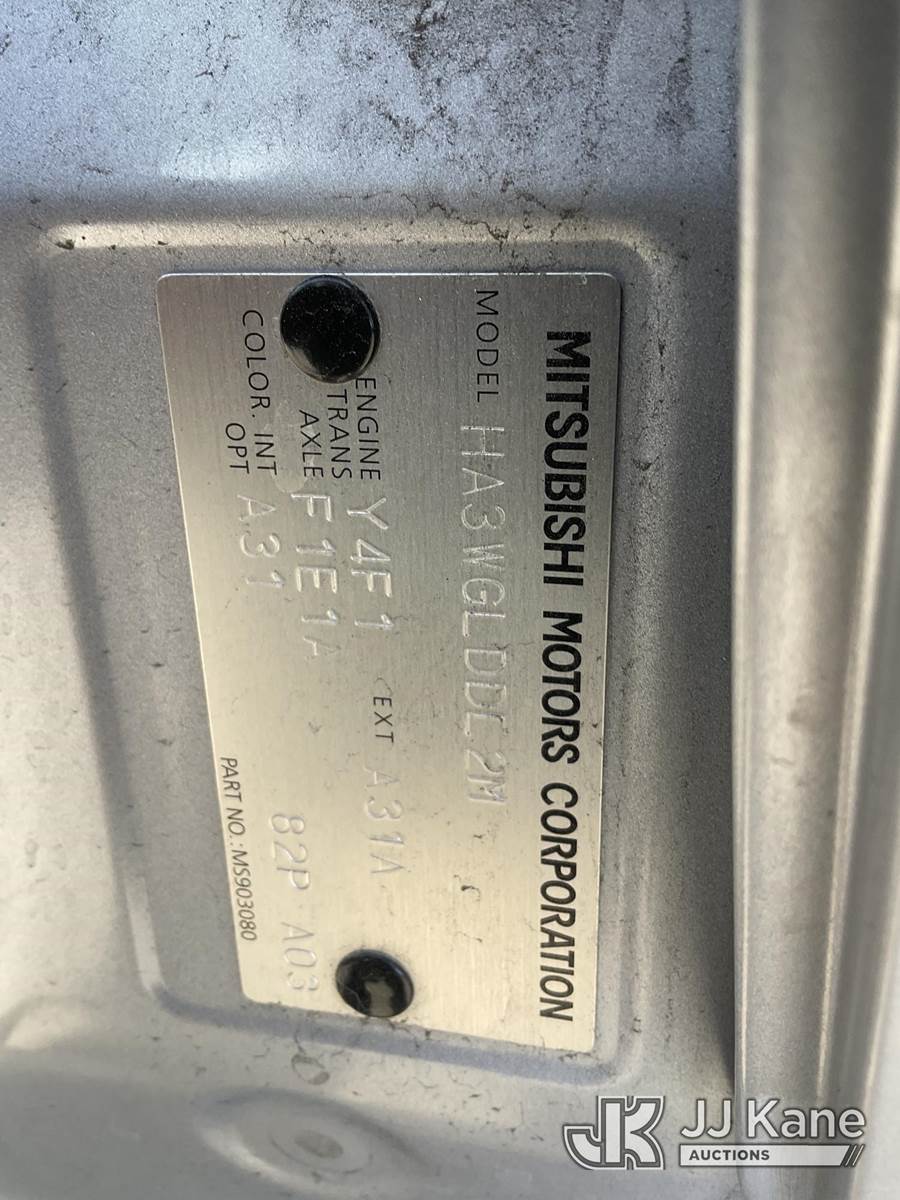 MITSUBISHI MOTORS CORPORATION
MODEL HA3WGLDDL2M
ENGINE Y4F1 EXT A31A
TRANS
AXLE F1E1A
COLOR. INT A31 82P A03
OPT
PART NO.: MS903080
JK JJ Kane
AUCTIONS